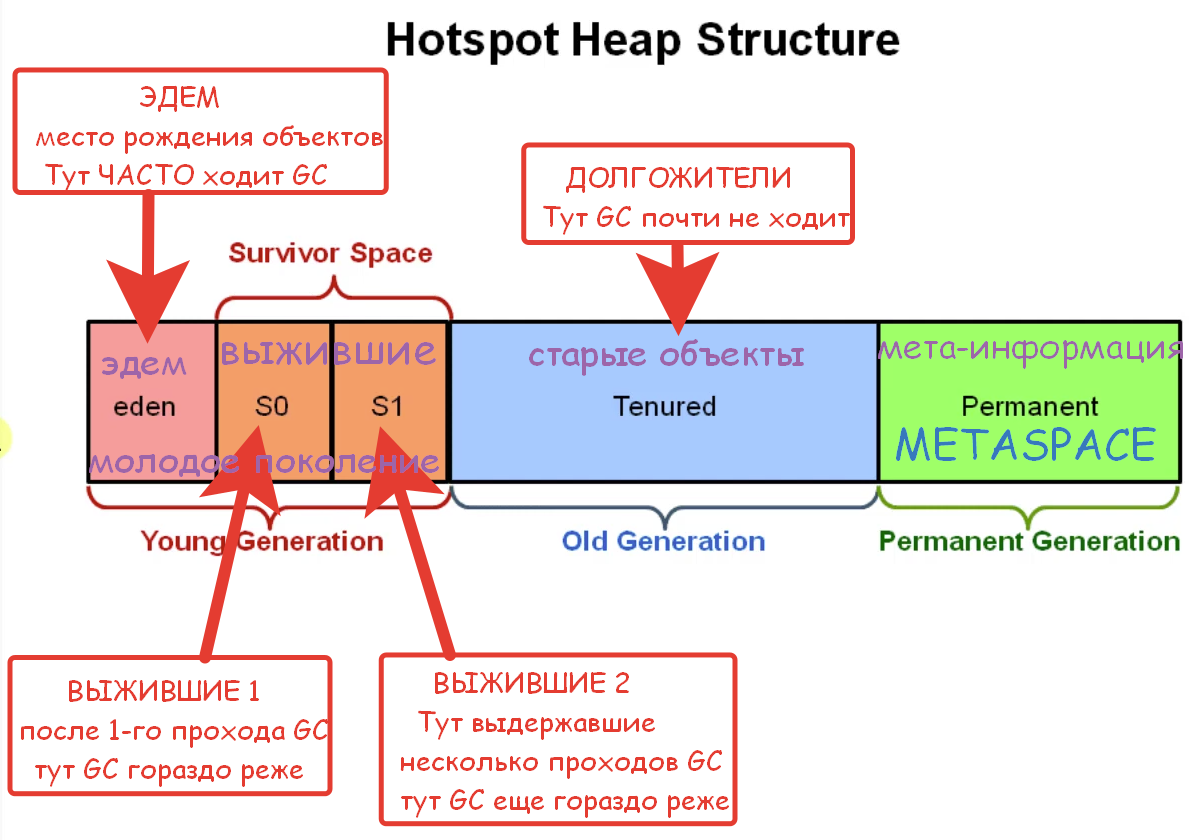 Hotspot Heap Structure
ЭДЕМ
место рождения объектов
Тут ЧАСТО ходит GC
ДОЛГОЖИТЕЛИ
Тут GC почти не ходит
Survivor Space
эдем
выжившие
старые объекты
мета-информация
eden
S0
S1
Tenured
Permanent
METASPACE
молодое поколение
Young Generation
Old Generation
Permanent Generation
ВЫЖИВШИЕ 1
после 1-го прохода GC
тут GC гораздо реже
ВЫЖИВШИЕ 2
Тут выдержавшие
несколько проходов GC
тут GC еще гораздо реже